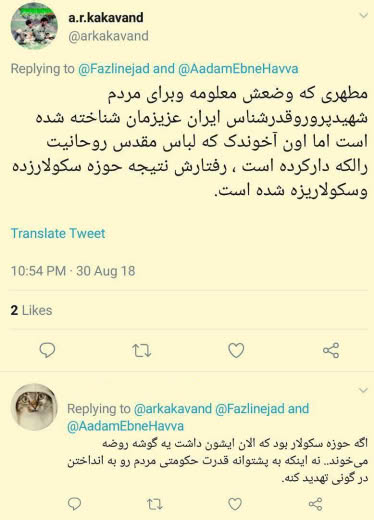 a.r.kakavand
@arkakavand
Replying to @Fazlinejad and @AadamEbneHavva
مطهری که وضعش معلومه وبرای مردم
شهیدپروروقدرشناس ایران عزیزمان شناخته شده
است اما اون آخوندک که لباس مقدس روحانیت
رالکه دارکرده است ، رفتارش نتیجه حوزه سکولارزده
وسکولاریزه شده است.
Translate Tweet
10:54 PM · 30 Aug 18
2 Likes
Replying to @arkakavand @Fazlinejad and
@AadamEbneHavva
اگه حوزه سکولار بود که الان ایشون داشت یه گوشه روضه
می‌خوند.. نه اینکه به پشتوانه قدرت حکومتی مردم رو به انداختن
در گونی تهدید کنه.